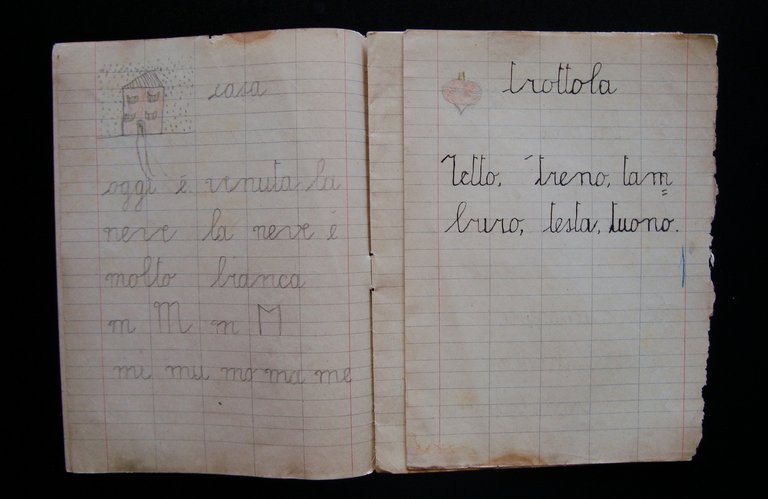 casa
oggi è venuta la
neve la neve è
molto branca
m M m M
mi mu mo ma me
trottola
Tetto, treno, tam=
buro, testa, tuono.